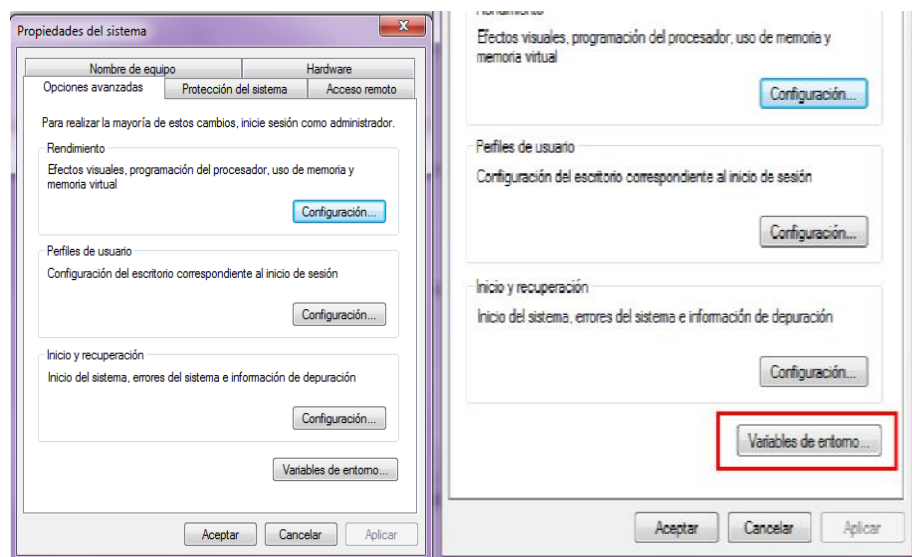 Propiedades del sistema
Nombre de equipo
Hardware
Opciones avanzadas
Protección del sistema
Acceso remoto
Para realizar la mayoría de estos cambios, inicie sesión como administrador.
Rendimiento
Efectos visuales, programación del procesador, uso de memoria y
memoria virtual
Configuración...
Perfiles de usuario
Configuración del escritorio correspondiente al inicio de sesión
Configuración...
Inicio y recuperación
Inicio del sistema, errores del sistema e información de depuración
Configuración...
Variables de entorno...
Aceptar
Cancelar
Aplicar
Rendimiento
Efectos visuales, programación del procesador, uso de memoria y
memoria virtual
Configuración...
Perfiles de usuario
Configuración del escritorio correspondiente al inicio de sesión
Configuración...
Inicio y recuperación
Inicio del sistema, errores del sistema e información de depuración
Configuración...
Variables de entorno...
Aceptar
Cancelar
Aplicar